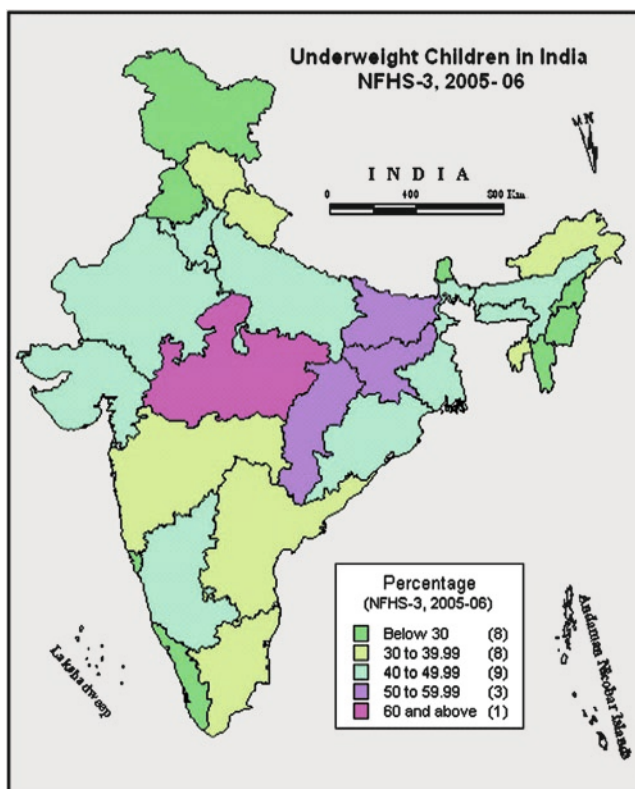 Underweight Children in India
NFHS-3, 2005- 06
M N
I N D I A
0 400 800 Km.
Percentage
(NFHS-3, 2005-06)
Below 30 (8)
30 to 39.99 (8)
40 to 49.99 (9)
50 to 59.99 (3)
60 and above (1)
Lakshadweep
Andaman Nicobar Islands